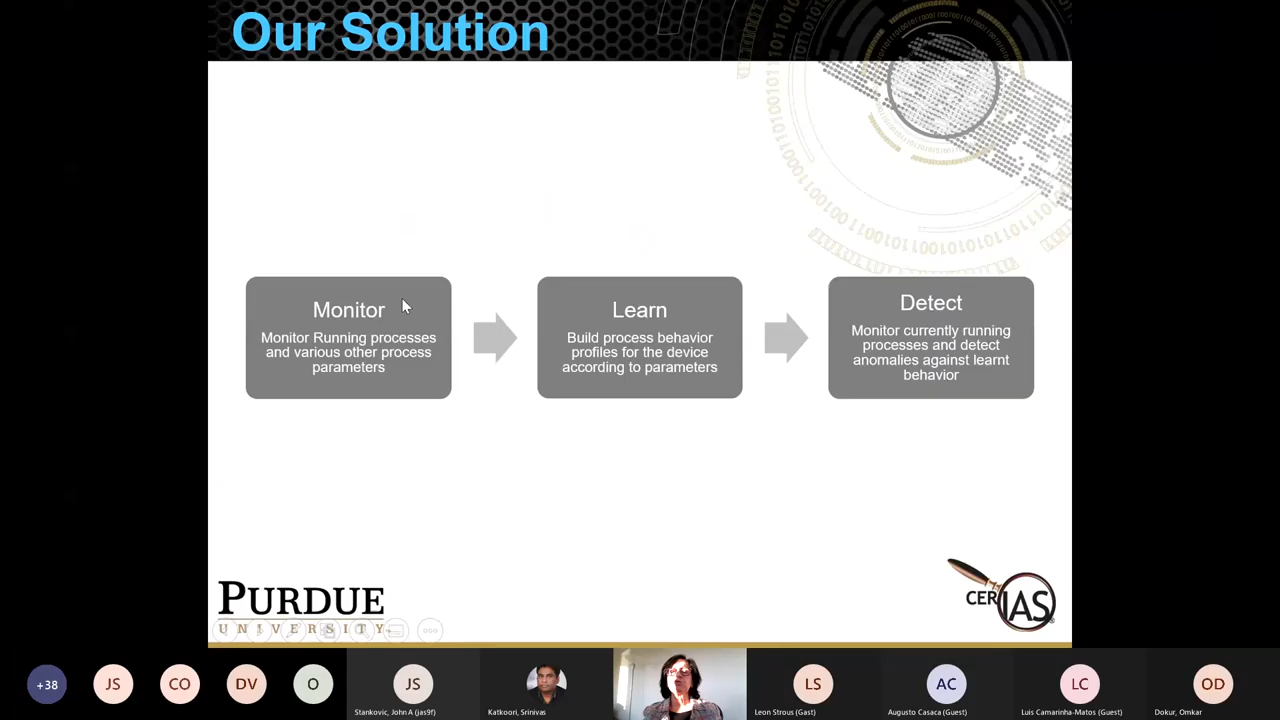 Our Solution
Monitor
Monitor Running processes
and various other process
parameters
Learn
Build process behavior
profiles for the device
according to parameters
Detect
Monitor currently running
processes and detect
anomalies against learnt
behavior
PURDUE
UNIVERSITY
CERIAS
+38
JS
CO
DV
O
JS
LS
AC
LC
OD
Stankovic, John A (jas9f)
Katkoori, Srinivas
Leon Strous (Gast)
Augusto Casaca (Guest)
Luis Camarinha-Matos (Guest)
Dokur, Omkar